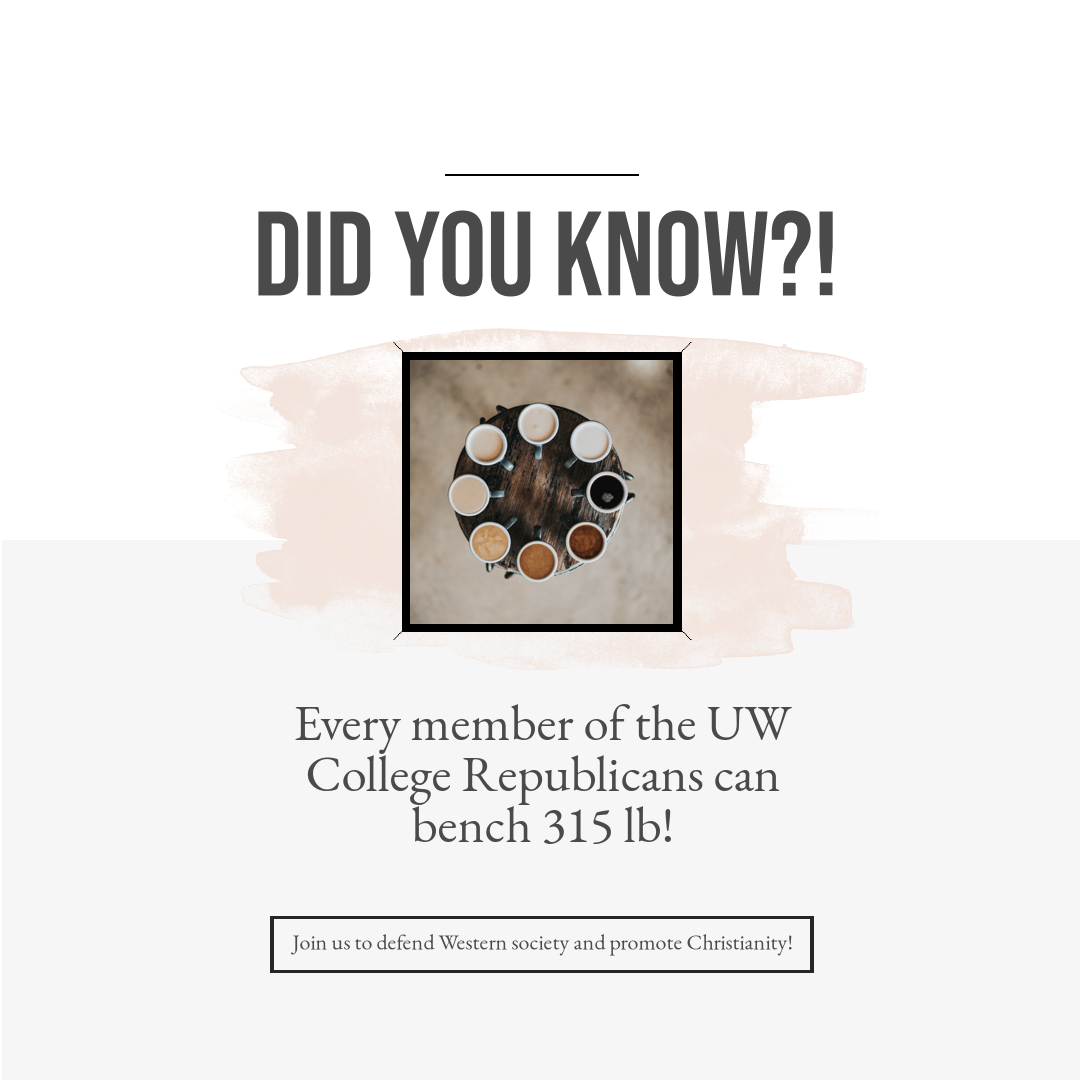 DID YOU KNOW?!
Every member of the UW
College Republicans can
bench 315 lb!
Join us to defend Western society and promote Christianity!